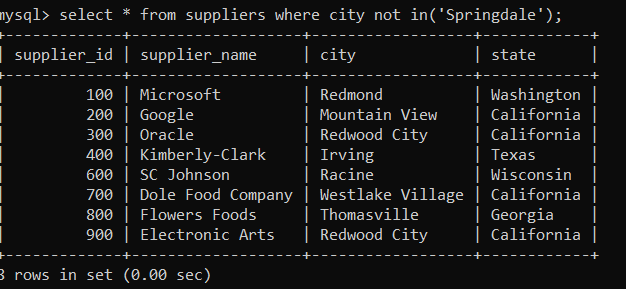 mysql> select * from suppliers where city not in('Springdale');
+-------------+-------------------+------------------+------------+
| supplier_id | supplier_name     | city             | state      |
+-------------+-------------------+------------------+------------+
|         100 | Microsoft         | Redmond          | Washington |
|         200 | Google            | Mountain View    | California |
|         300 | Oracle            | Redwood City     | California |
|         400 | Kimberly-Clark    | Irving           | Texas      |
|         600 | SC Johnson        | Racine           | Wisconsin  |
|         700 | Dole Food Company | Westlake Village | California |
|         800 | Flowers Foods     | Thomasville      | Georgia    |
|         900 | Electronic Arts   | Redwood City     | California |
+-------------+-------------------+------------------+------------+
8 rows in set (0.00 sec)